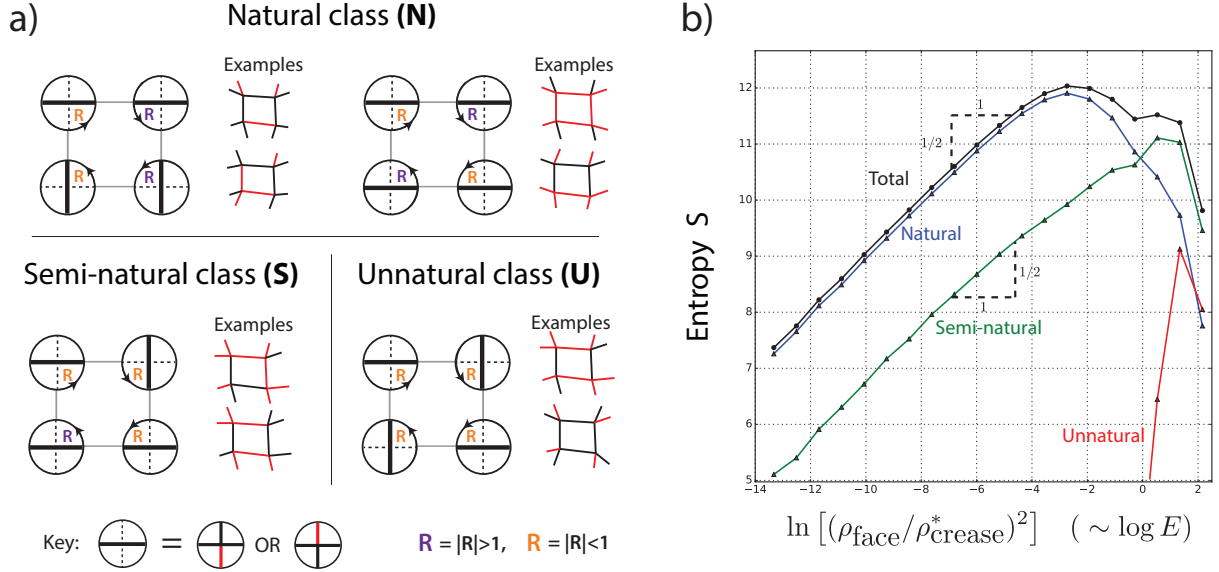 a)
Natural class (N)
Examples
Examples
R
R
R
R
R
R
R
R
Semi-natural class (S)
Unnatural class (U)
Examples
Examples
R
R
R
R
R
R
R
R
Key:
=
OR
R = |R|>1, R = |R|<1
b)
Entropy S
12
11
10
9
8
7
6
5
1
1/2
Total
Natural
1/2
1
Semi-natural
Unnatural
−14 −12 −10 −8 −6 −4 −2 0 2
ln [(ρface/ρ*crease)²] (∼ log E)